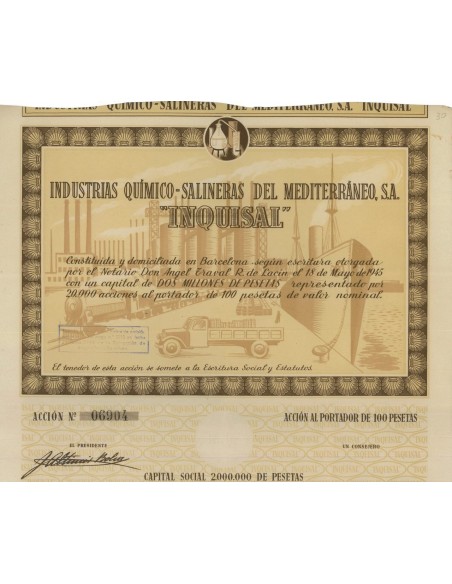 INDUSTRIAS QUÍMICO-SALINERAS DEL MEDITERRÁNEO, S.A. INQUISAL
INDUSTRIAS QUÍMICO-SALINERAS DEL MEDITERRÁNEO, S.A.
"INQUISAL"
Constituida y domiciliada en Barcelona según escritura otorgada
por el Notario Don Angel Traval R. de Lacín el 18 de Mayo de 1945
con un capital de DOS MILLONES DE PESETAS representado por
20.000 acciones al portador de 100 pesetas de valor nominal.
El tenedor de esta acción se somete a la Escritura Social y Estatutos.
ACCIÓN Nº 06904
ACCIÓN AL PORTADOR DE 100 PESETAS
EL PRESIDENTE
UN CONSEJERO
CAPITAL SOCIAL 2.000.000 DE PESETAS